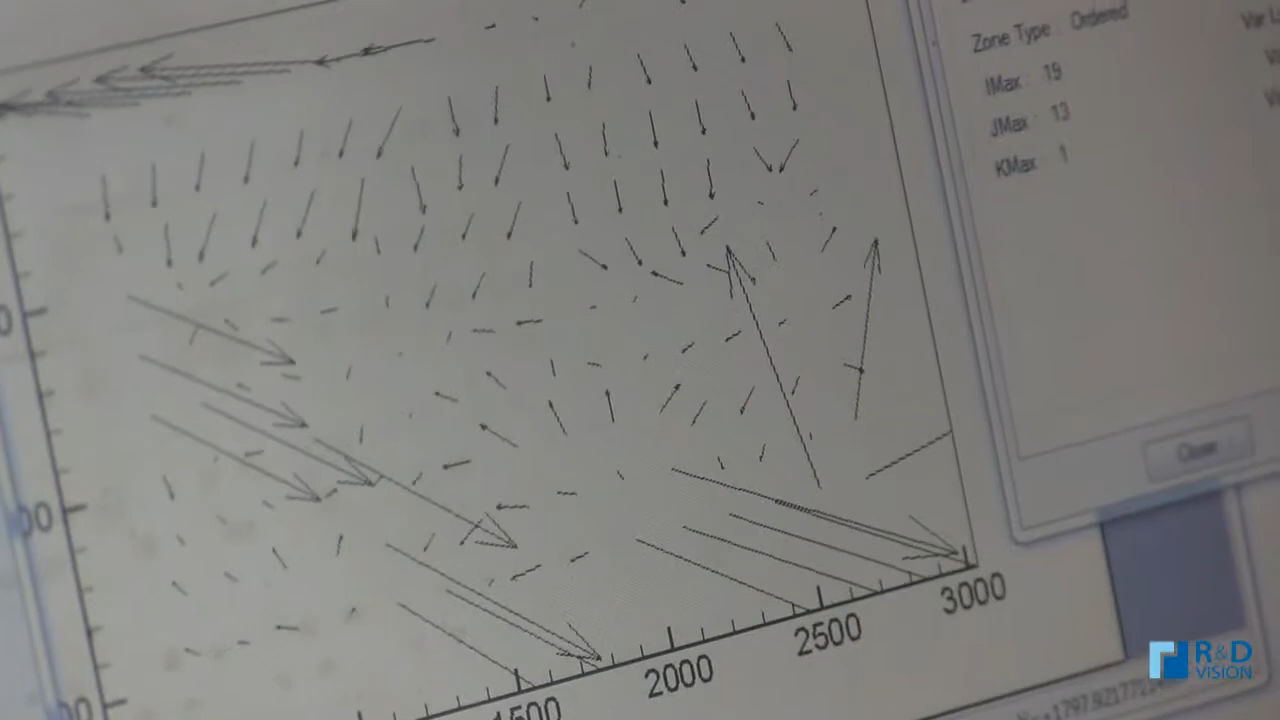 Zone Type : Ordered
IMax : 19
JMax : 13
KMax : 1
Close
1500
2000
2500
3000
R&D
VISION